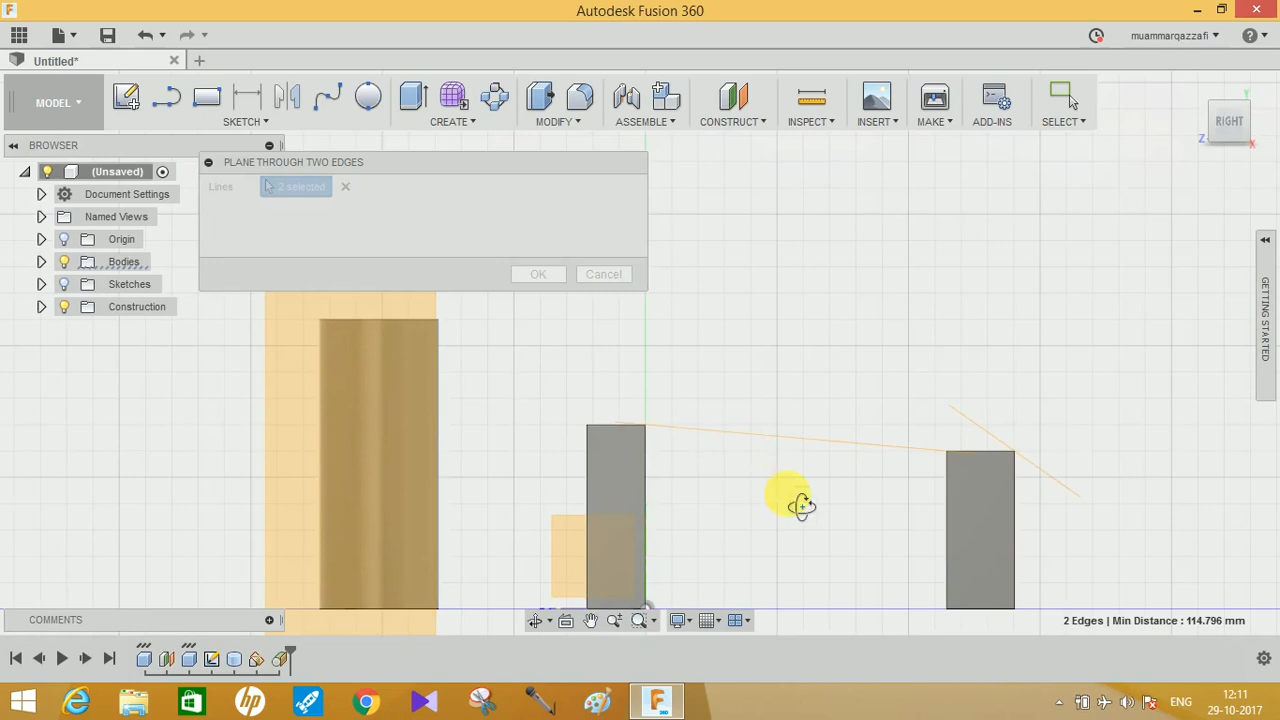 Autodesk Fusion 360
muammarqazzafi
Untitled*
MODEL
SKETCH
CREATE
MODIFY
ASSEMBLE
CONSTRUCT
INSPECT
INSERT
MAKE
ADD-INS
SELECT
RIGHT
Y
Z
X
BROWSER
PLANE THROUGH TWO EDGES
(Unsaved)
Lines
2 selected
Document Settings
Named Views
Origin
Bodies
Sketches
Construction
OK
Cancel
GETTING STARTED
COMMENTS
2 Edges | Min Distance : 114.796 mm
ENG
12:11
29-10-2017